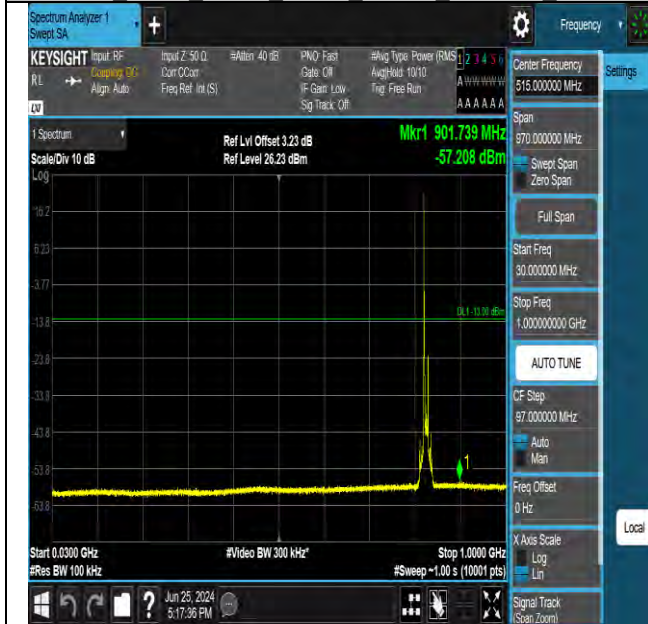 Spectrum Analyzer 1
Swept SA
Frequency
KEYSIGHT
RL
Input: RF
Coupling: DC
Align: Auto
Input Z: 50 Ω
Corr CCorr
Freq Ref: Int (S)
#Atten: 40 dB
PNO: Fast
Gate: Off
IF Gain: Low
Sig Track: Off
#Avg Type: Power (RMS
Avg|Hold: 10/10
Trig: Free Run
1 2 3 4 5 6
A W W W W W
A A A A A A
1 Spectrum
Scale/Div 10 dB
Log
Ref Lvl Offset 3.23 dB
Ref Level 26.23 dBm
Mkr1 901.739 MHz
-57.208 dBm
16.2
6.23
-3.77
-13.8
-23.8
-33.8
-43.8
-53.8
-63.8
DL1 -13.00 dBm
1
Start 0.0300 GHz
#Res BW 100 kHz
#Video BW 300 kHz*
Stop 1.0000 GHz
#Sweep ~1.00 s (10001 pts)
Jun 25, 2024
5:17:36 PM
Center Frequency
515.000000 MHz
Settings
Span
970.000000 MHz
Swept Span
Zero Span
Full Span
Start Freq
30.000000 MHz
Stop Freq
1.000000000 GHz
AUTO TUNE
CF Step
97.000000 MHz
Auto
Man
Freq Offset
0 Hz
X Axis Scale
Log
Lin
Local
Signal Track
(Span Zoom)